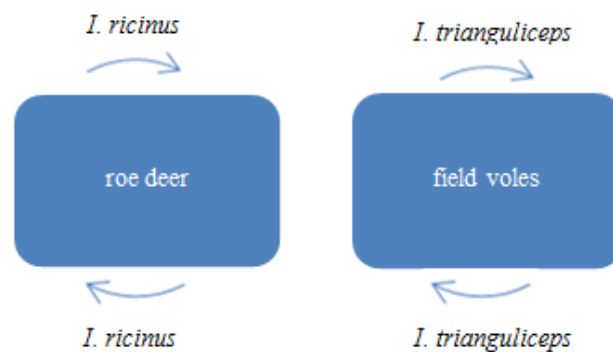 I. ricinus
I. trianguliceps
roe deer
field voles
I. ricinus
I. trianguliceps